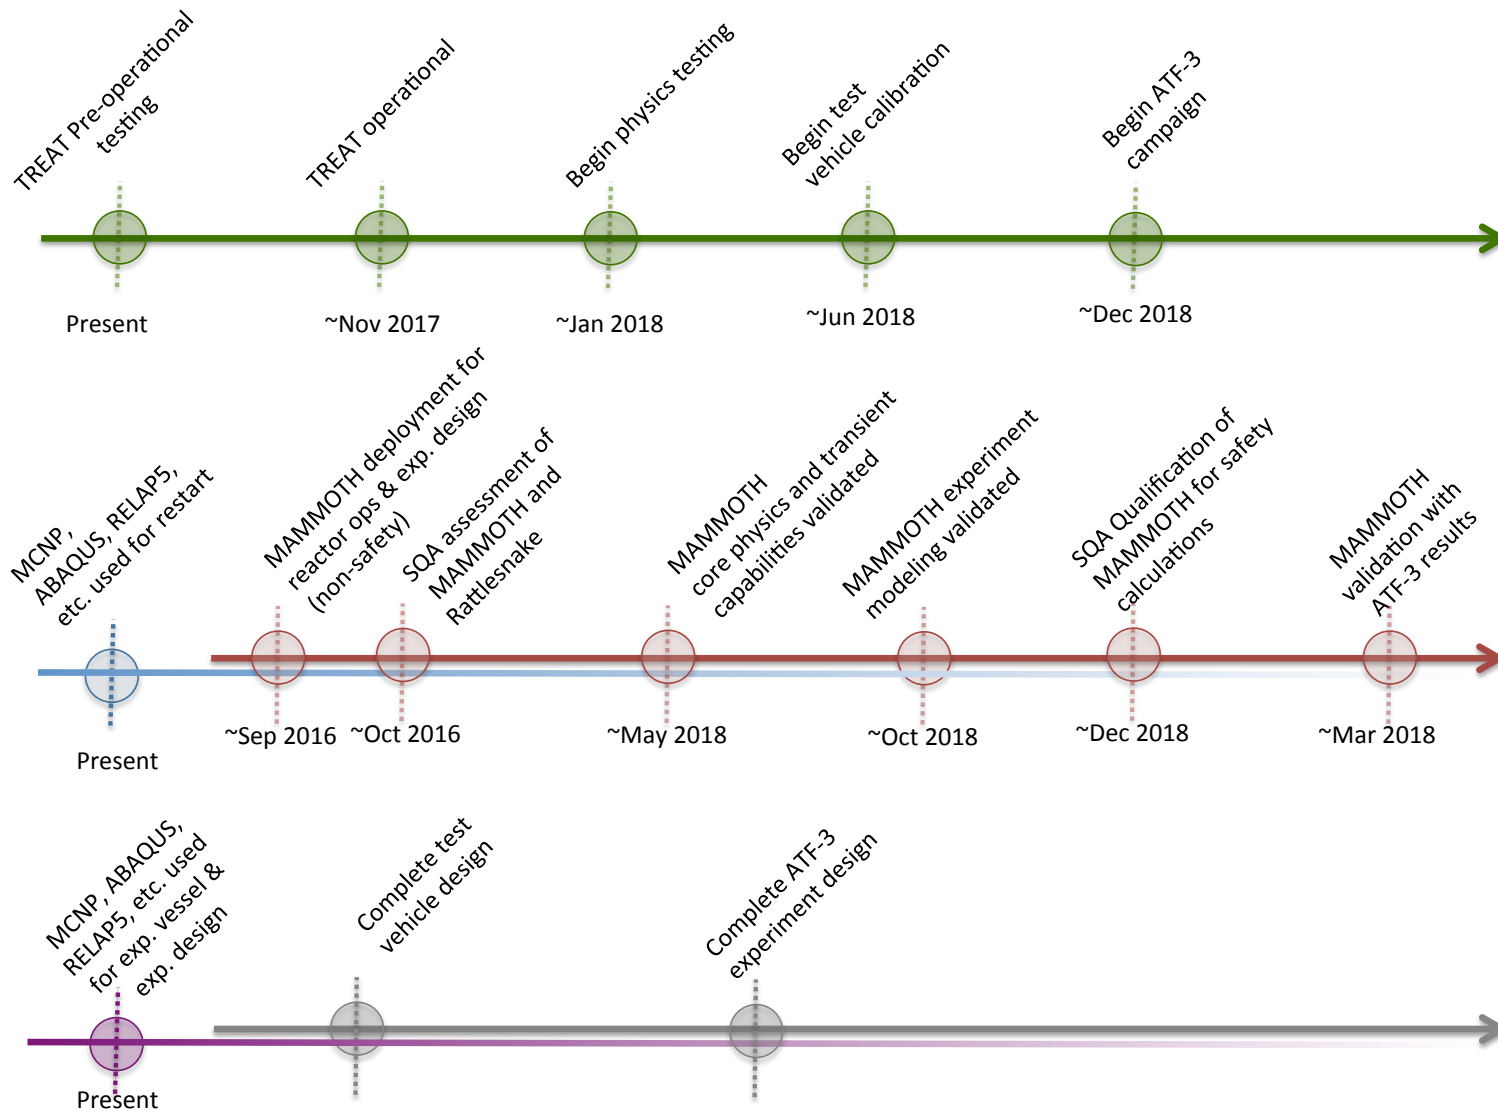 TREAT Pre-operational
testing
TREAT operational
Begin physics testing
Begin test
vehicle calibration
Begin ATF-3
campaign
Present
~Nov 2017
~Jan 2018
~Jun 2018
~Dec 2018
MCNP,
ABAQUS, RELAP5,
etc. used for restart
MAMMOTH deployment for
reactor ops & exp. design
(non-safety)
SQA assessment of
MAMMOTH and
Rattlesnake
MAMMOTH
core physics and transient
capabilities validated
MAMMOTH experiment
modeling validated
SQA Qualification of
MAMMOTH for safety
calculations
MAMMOTH
validation with
ATF-3 results
Present
~Sep 2016
~Oct 2016
~May 2018
~Oct 2018
~Dec 2018
~Mar 2018
MCNP, ABAQUS,
RELAP5, etc. used
for exp. vessel &
exp. design
Complete test
vehicle design
Complete ATF-3
experiment design
Present